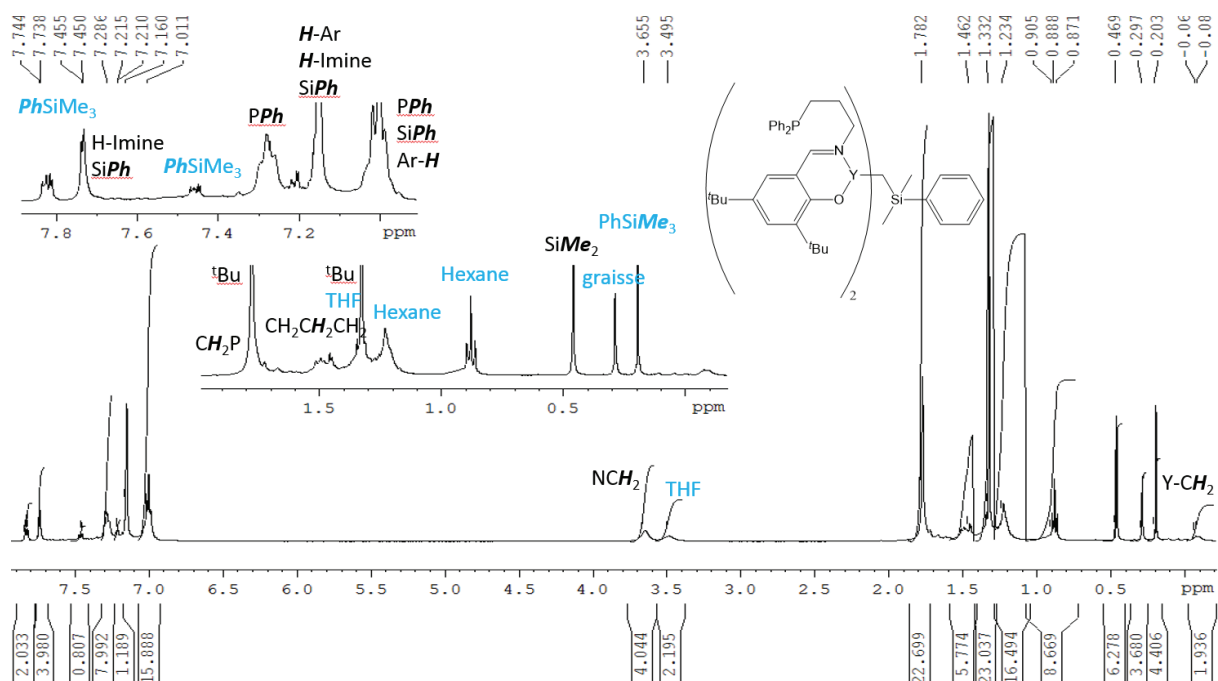 7.744
7.738
7.455
7.450
7.286
7.215
7.210
7.160
7.011
3.655
3.495
1.782
1.462
1.332
1.234
0.905
0.888
0.871
0.469
0.297
0.203
-0.06
-0.08
H-Ar
H-Imine
SiPh
PhSiMe3
H-Imine
SiPh
PhSiMe3
PPh
PPh
SiPh
Ar-H
7.8
7.6
7.4
7.2
ppm
Ph2P
N
Y
O
Si
tBu
tBu
2
tBu
CH2P
CH2CH2CH2
tBu
THF
Hexane
Hexane
SiMe2
graisse
PhSiMe3
1.5
1.0
0.5
ppm
NCH2
THF
Y-CH2
7.5
7.0
6.5
6.0
5.5
5.0
4.5
4.0
3.5
3.0
2.5
2.0
1.5
1.0
0.5
ppm
2.033
3.980
0.807
7.992
1.189
15.888
4.044
2.195
22.699
5.774
23.037
16.494
8.669
6.278
3.680
4.406
1.936